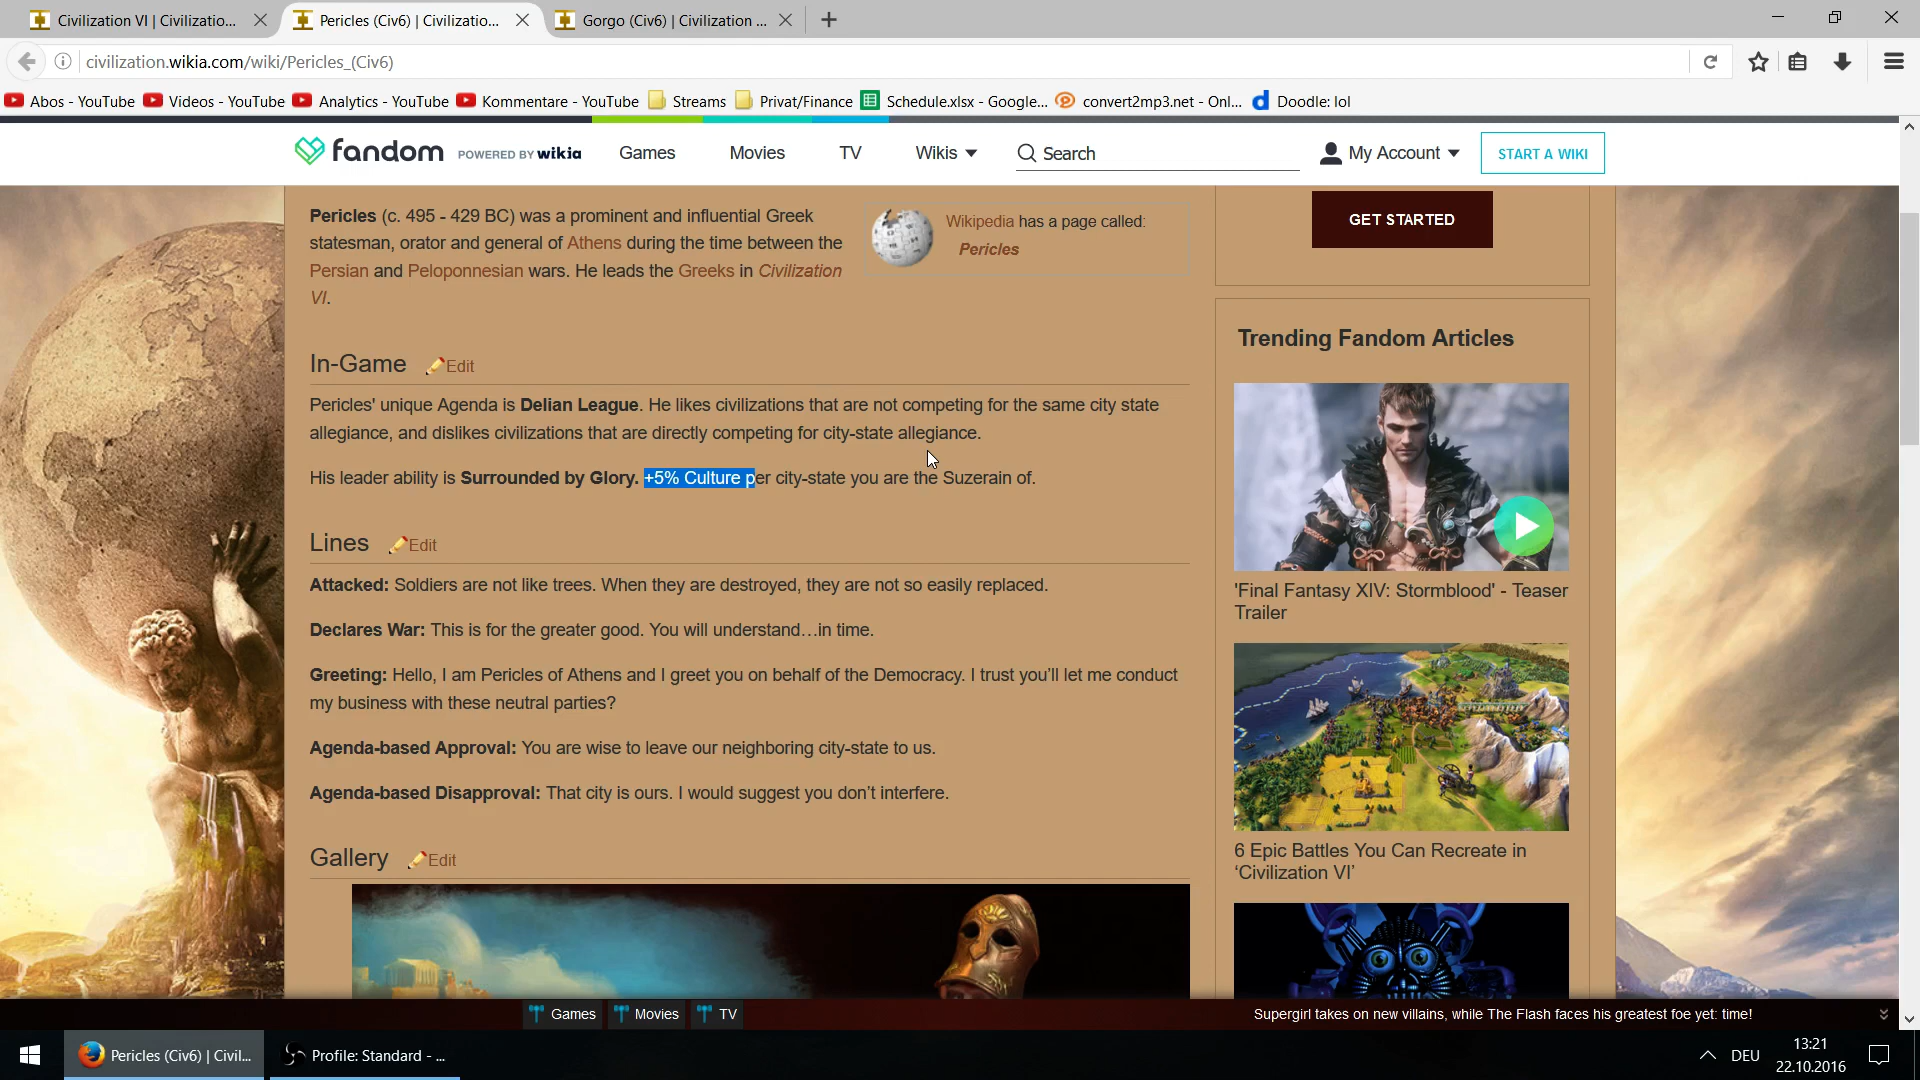 Civilization VI | Civilizatio...
Pericles (Civ6) | Civilizatio...
Gorgo (Civ6) | Civilization ...
civilization.wikia.com/wiki/Pericles_(Civ6)
Abos - YouTube
Videos - YouTube
Analytics - YouTube
Kommentare - YouTube
Streams
Privat/Finance
Schedule.xlsx - Google...
convert2mp3.net - Onl...
Doodle: lol
fandom POWERED BY wikia
Games
Movies
TV
Wikis
Search
My Account
START A WIKI
Pericles (c. 495 - 429 BC) was a prominent and influential Greek
statesman, orator and general of Athens during the time between the
Persian and Peloponnesian wars. He leads the Greeks in Civilization
VI.
Wikipedia has a page called:
Pericles
In-Game Edit
Pericles' unique Agenda is Delian League. He likes civilizations that are not competing for the same city state
allegiance, and dislikes civilizations that are directly competing for city-state allegiance.
His leader ability is Surrounded by Glory. +5% Culture per city-state you are the Suzerain of.
Lines Edit
Attacked: Soldiers are not like trees. When they are destroyed, they are not so easily replaced.
Declares War: This is for the greater good. You will understand…in time.
Greeting: Hello, I am Pericles of Athens and I greet you on behalf of the Democracy. I trust you’ll let me conduct
my business with these neutral parties?
Agenda-based Approval: You are wise to leave our neighboring city-state to us.
Agenda-based Disapproval: That city is ours. I would suggest you don’t interfere.
Gallery Edit
GET STARTED
Trending Fandom Articles
'Final Fantasy XIV: Stormblood' - Teaser
Trailer
6 Epic Battles You Can Recreate in
‘Civilization VI’
Games
Movies
TV
Supergirl takes on new villains, while The Flash faces his greatest foe yet: time!
Pericles (Civ6) | Civil...
Profile: Standard - ...
DEU
13:21
22.10.2016